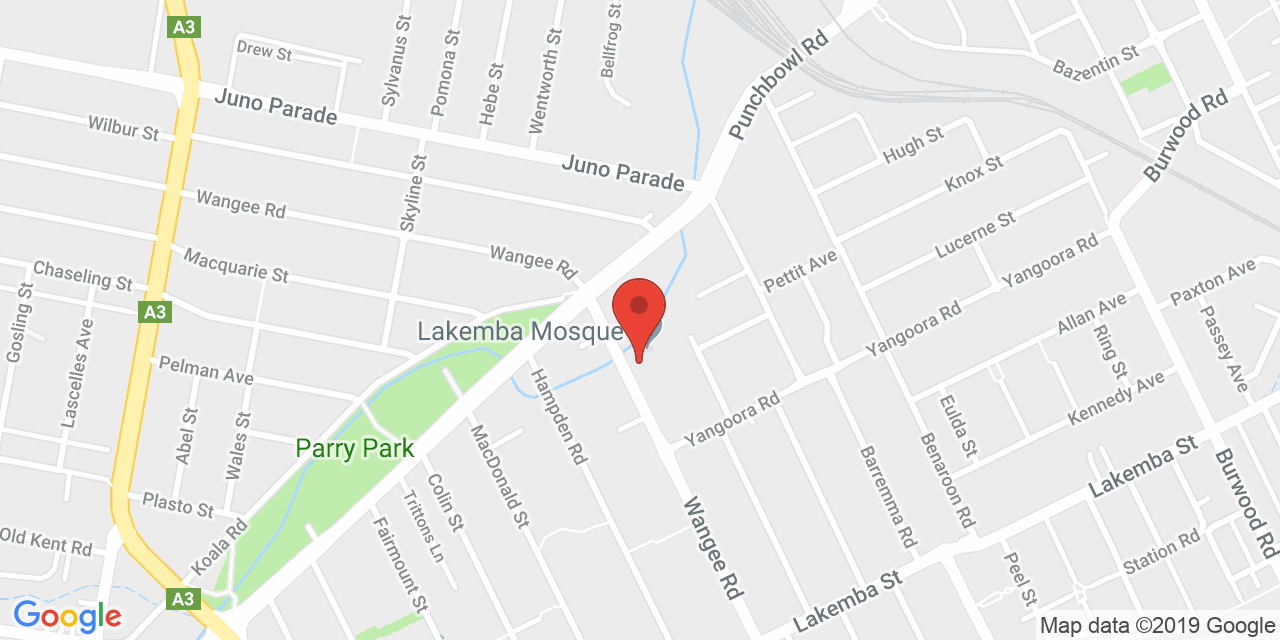 A3
Drew St
Sylvanus St
Pomona St
Hebe St
Wentworth St
Bellfrog St
Punchbowl Rd
Bazentin St
Burwood Rd
Juno Parade
Wilbur St
Juno Parade
Hugh St
Knox St
Skyline St
Wangee Rd
Lucerne St
Macquarie St
Wangee Rd
Pettit Ave
Yangoora Rd
Chaseling St
Paxton Ave
Gosling St
A3
Lakemba Mosque
Yangoora Rd
Allan Ave
Lascelles Ave
Ring St
Passey Ave
Pelman Ave
Hampden Rd
Kennedy Ave
Abel St
Wales St
Yangoora Rd
Eulda St
Parry Park
MacDonald St
Barremma Rd
Benaroon Rd
Lakemba St
Burwood Rd
Plasto St
Colin St
Trittons Ln
Wangee Rd
Old Kent Rd
Koala Rd
Fairmount St
Station Rd
Peel St
Lakemba St
A3
Google
Map data ©2019 Google